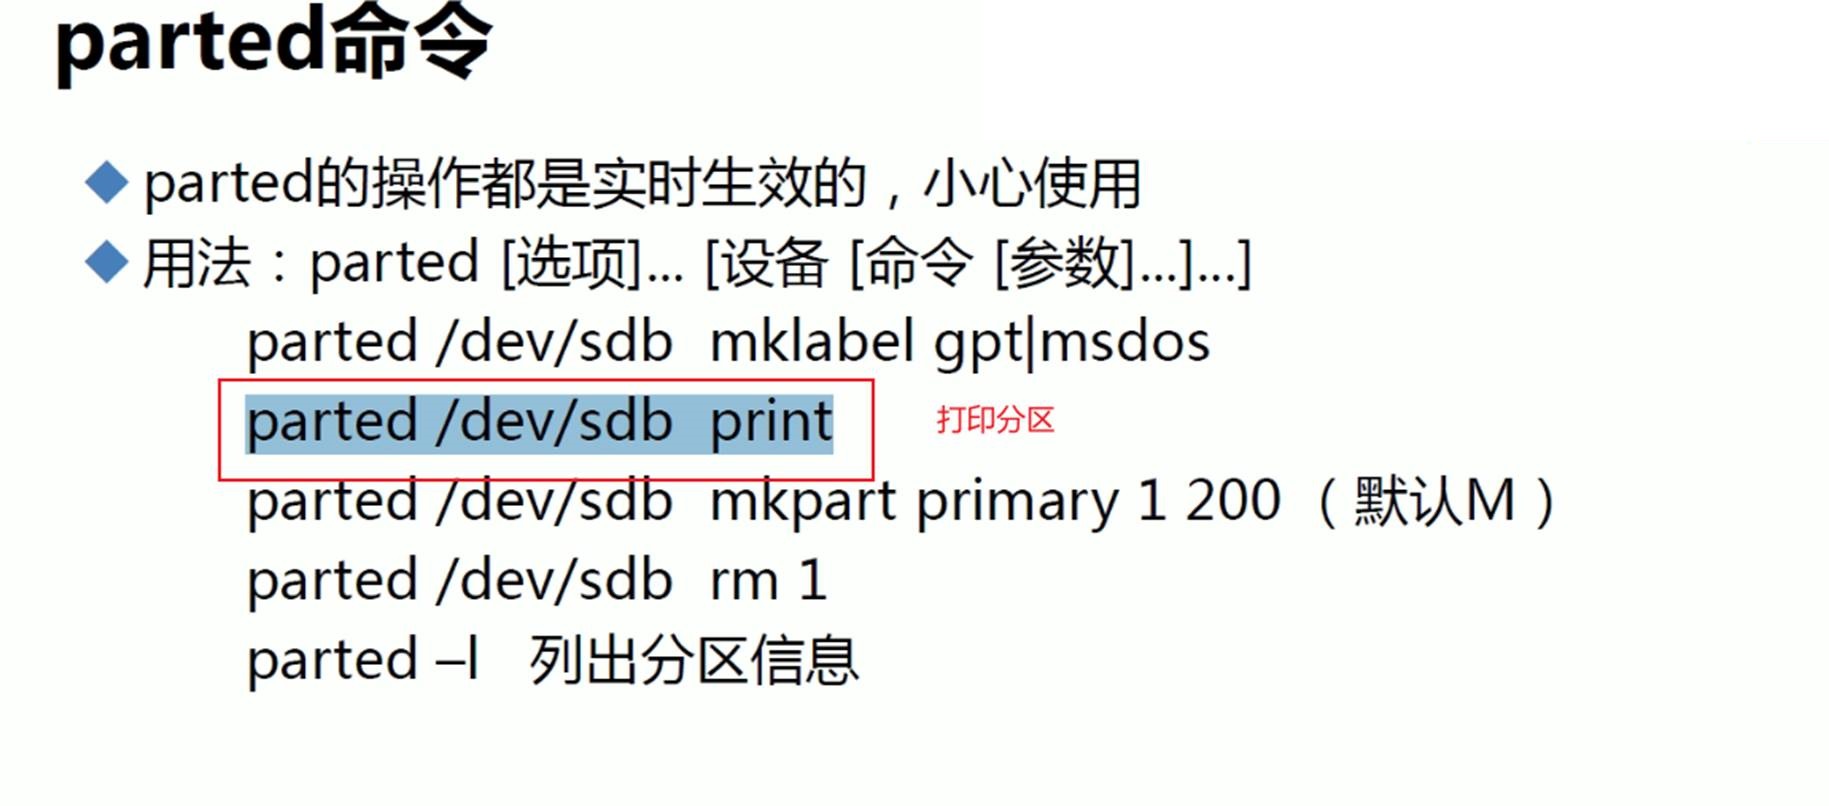 parted命令
parted的操作都是实时生效的，小心使用
用法：parted [选项]... [设备 [命令 [参数]...]...]
parted /dev/sdb  mklabel gpt|msdos
parted /dev/sdb  print 打印分区
parted /dev/sdb  mkpart primary 1 200 （默认M）
parted /dev/sdb  rm 1
parted –l   列出分区信息